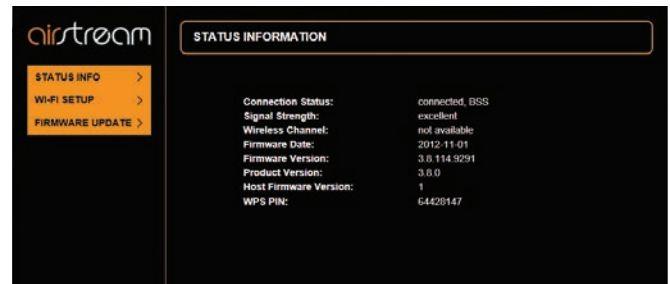 airstream
STATUS INFORMATION
STATUS INFO >
WI-FI SETUP >
FIRMWARE UPDATE >
Connection Status: connected, BSS
Signal Strength: excellent
Wireless Channel: not available
Firmware Date: 2012-11-01
Firmware Version: 3.8.114.9291
Product Version: 3.8.0
Host Firmware Version: 1
WPS PIN: 64428147